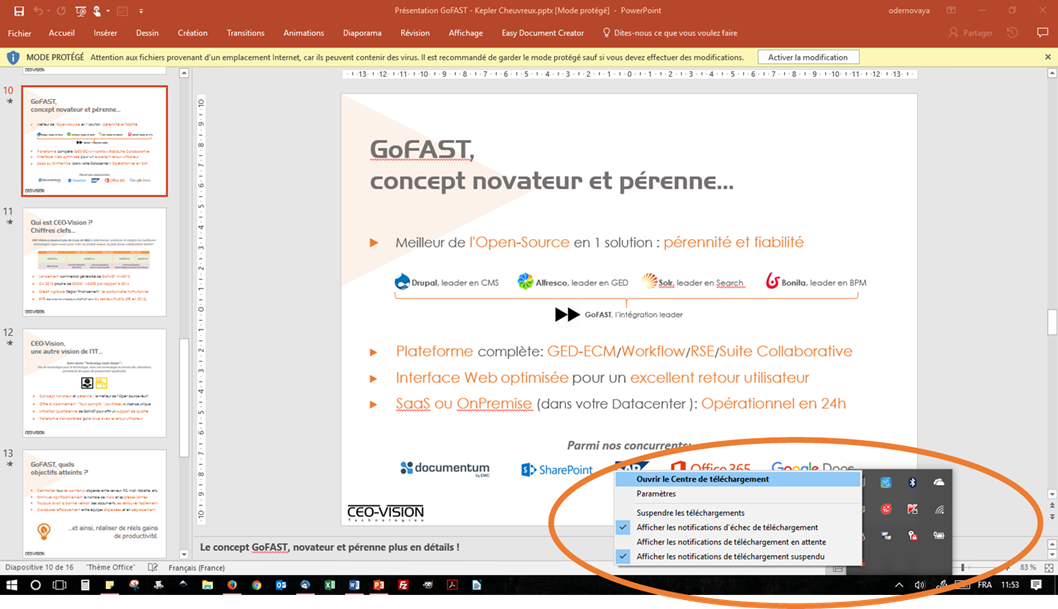 Présentation GoFAST - Kepler Cheuvreux.pptx [Mode protégé] - PowerPoint
odernovaya
Fichier Accueil Insérer Dessin Création Transitions Animations Diaporama Révision Affichage Easy Document Creator Dites-nous ce que vous voulez faire
Partager
MODE PROTÉGÉ Attention aux fichiers provenant d'un emplacement Internet, car ils peuvent contenir des virus. Il est recommandé de garder le mode protégé sauf si vous devez effectuer des modifications. Activer la modification
10
GoFAST,
concept novateur et pérenne...
11
Qui est CEO-Vision ?
Chiffres clefs...
12
CEO-Vision,
une autre vision de l'IT...
13
GoFAST, quels
objectifs atteints ?
...et ainsi, réaliser de réels gains
de productivité.
GoFAST,
concept novateur et pérenne...
Meilleur de l'Open-Source en 1 solution : pérennité et fiabilité
Drupal, leader en CMS
Alfresco, leader en GED
Solr, leader en Search
Bonita, leader en BPM
GoFAST, l'intégration leader
Plateforme complète: GED-ECM/Workflow/RSE/Suite Collaborative
Interface Web optimisée pour un excellent retour utilisateur
SaaS ou OnPremise (dans votre Datacenter ): Opérationnel en 24h
Parmi nos concurrents:
documentum
by EMC
SharePoint
SAP
Office 365
Google Docs
CEO-VISION
Technologies
Ouvrir le Centre de téléchargement
Paramètres
Suspendre les téléchargements
Afficher les notifications d'échec de téléchargement
Afficher les notifications de téléchargement en attente
Afficher les notifications de téléchargement suspendu
Le concept GoFAST, novateur et pérenne plus en détails !
Diapositive 10 de 16 "Thème Office" Français (France)
83 %
FRA 11:53